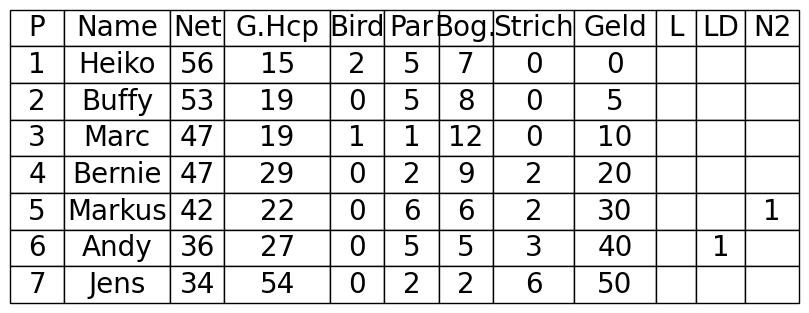 P Name Net G.Hcp Bird Par Bog. Strich Geld L LD N2
1 Heiko 56 15 2 5 7 0 0
2 Buffy 53 19 0 5 8 0 5
3 Marc 47 19 1 1 12 0 10
4 Bernie 47 29 0 2 9 2 20
5 Markus 42 22 0 6 6 2 30 1
6 Andy 36 27 0 5 5 3 40 1
7 Jens 34 54 0 2 2 6 50